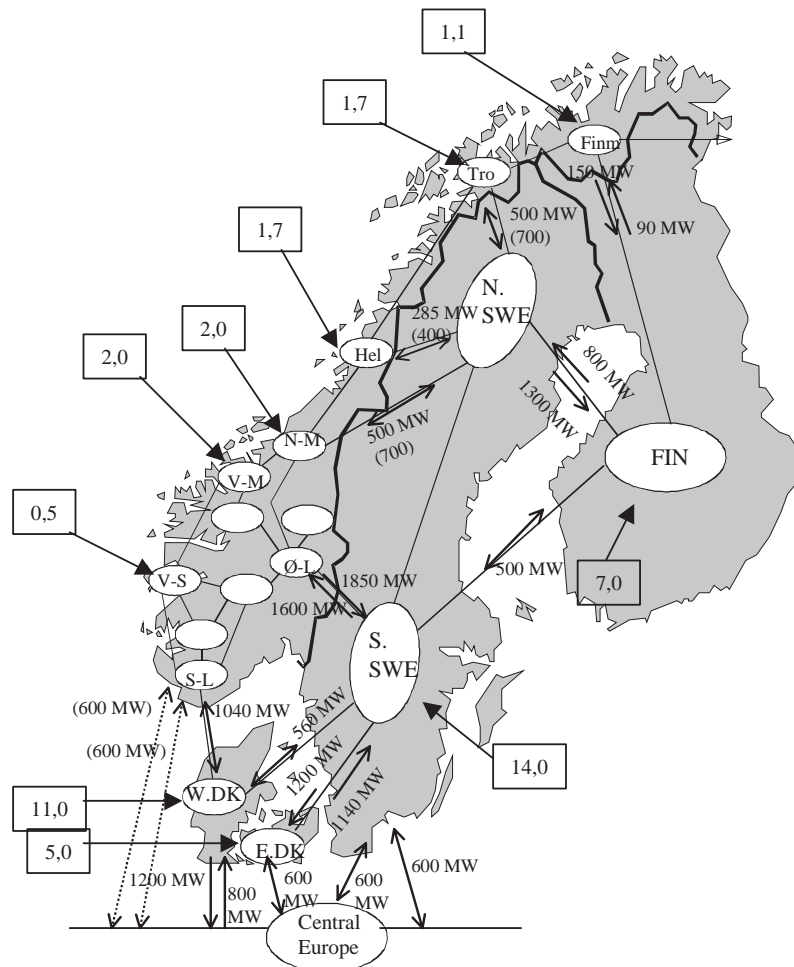 1,1
1,7
Finm
Tro
150 MW
500 MW
(700)
90 MW
1,7
N.
SWE
285 MW
(400)
2,0
2,0
Hel
800 MW
1300 MW
N-M
500 MW
(700)
FIN
V-M
0,5
Ø-L
500 MW
7,0
V-S
1850 MW
1600 MW
S.
SWE
S-L
(600 MW)
1040 MW
560 MW
(600 MW)
1200 MW
14,0
W.DK
11,0
1140 MW
5,0
E.DK
1200 MW
800
MW
600
MW
600
MW
600 MW
Central
Europe